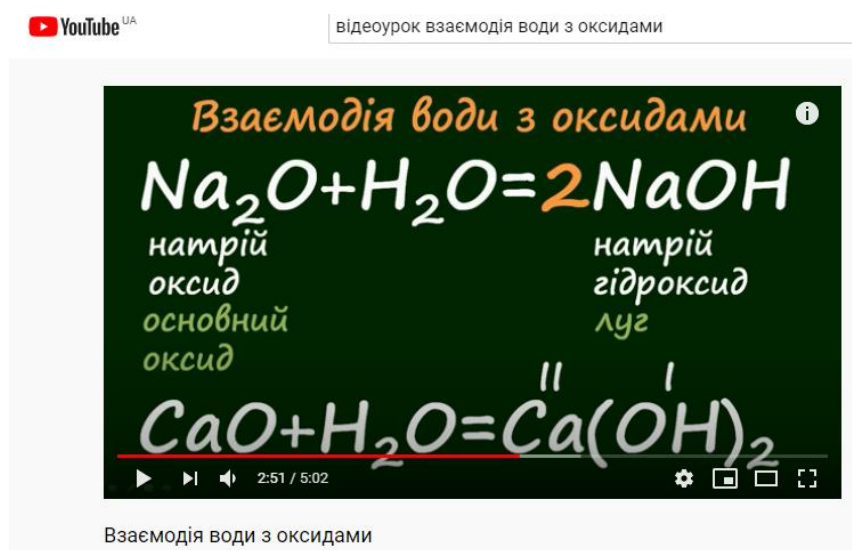 YouTube UA
відеоурок взаємодія води з оксидами
Взаємодія води з оксидами
Na₂O+H₂O=2NaOH
натрій натрій
оксид гідроксид
основний луг
оксид
II I
CaO+H₂O=Ca(OH)₂
2:51 / 5:02
Взаємодія води з оксидами